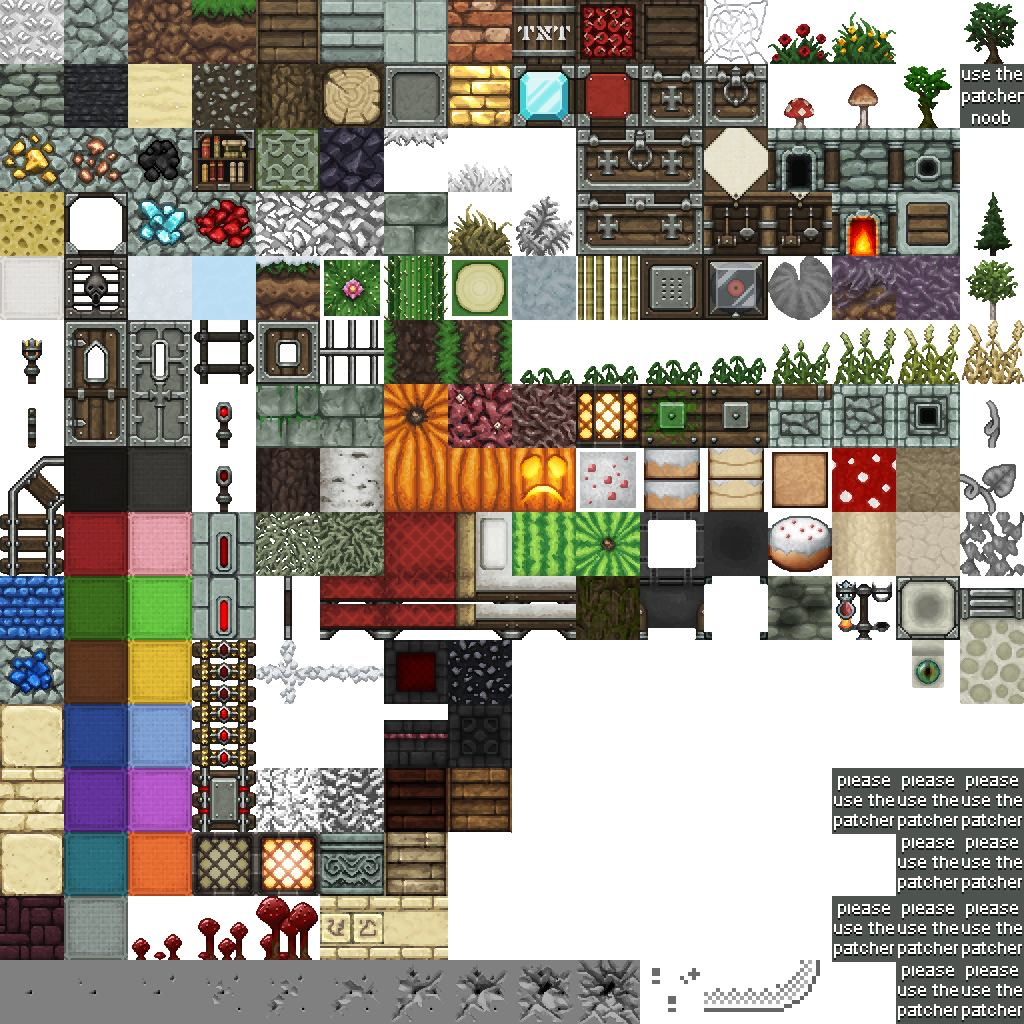 TNT
use the
patcher
noob
please please please
use the use the use the
patcher patcher patcher
please please
use the use the
patcher patcher
please please please
use the use the use the
patcher patcher patcher
please please
use the use the
patcher patcher